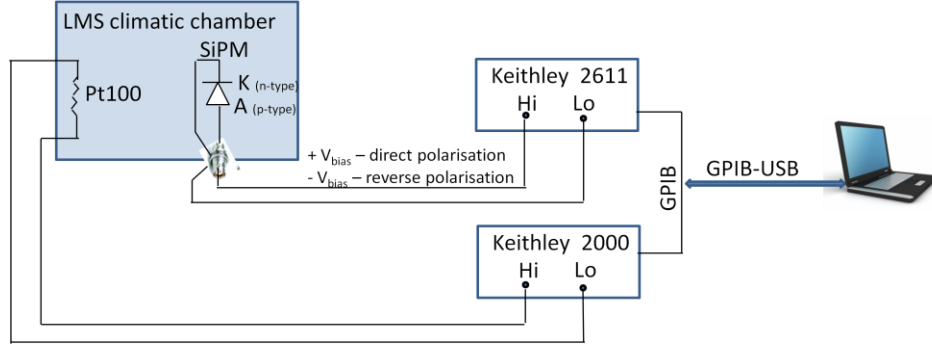 LMS climatic chamber
SiPM
Pt100
K (n-type)
A (p-type)
+ Vbias – direct polarisation
- Vbias – reverse polarisation
Keithley 2611
Hi Lo
GPIB
GPIB-USB
Keithley 2000
Hi Lo